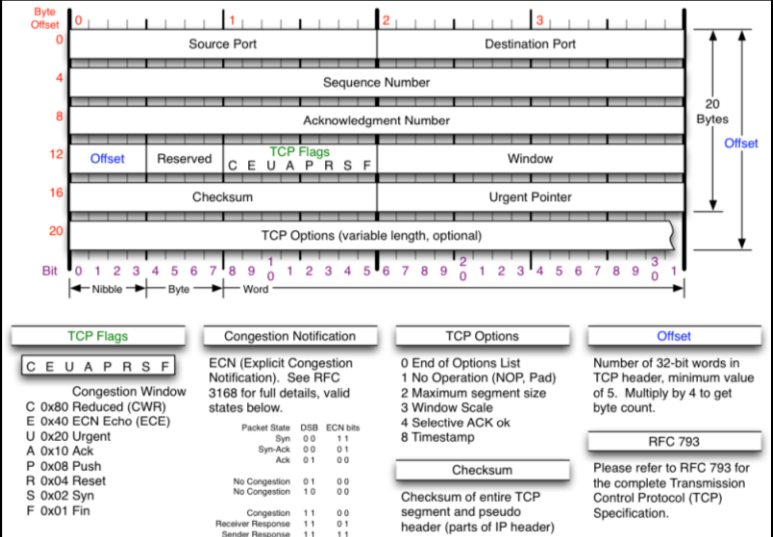 Byte
Offset
0 1 2 3
0 Source Port Destination Port
4 Sequence Number
8 Acknowledgment Number
20
Bytes
Offset
12 Offset Reserved TCP Flags Window
C E U A P R S F
16 Checksum Urgent Pointer
20 TCP Options (variable length, optional)
Bit 0 1 2 3 4 5 6 7 8 9 10 1 2 3 4 5 6 7 8 9 20 1 2 3 4 5 6 7 8 9 30 1
Nibble Byte Word
TCP Flags
C E U A P R S F
Congestion Window
C 0x80 Reduced (CWR)
E 0x40 ECN Echo (ECE)
U 0x20 Urgent
A 0x10 Ack
P 0x08 Push
R 0x04 Reset
S 0x02 Syn
F 0x01 Fin
Congestion Notification
ECN (Explicit Congestion
Notification). See RFC
3168 for full details, valid
states below.
Packet State DSB ECN bits
Syn 0 0 1 1
Syn-Ack 0 0 0 1
Ack 0 1 0 0
No Congestion 0 1 0 0
No Congestion 1 0 0 0
Congestion 1 1 0 0
Receiver Response 1 1 0 1
Sender Response 1 1 1 1
TCP Options
0 End of Options List
1 No Operation (NOP, Pad)
2 Maximum segment size
3 Window Scale
4 Selective ACK ok
8 Timestamp
Checksum
Checksum of entire TCP
segment and pseudo
header (parts of IP header)
Offset
Number of 32-bit words in
TCP header, minimum value
of 5. Multiply by 4 to get
byte count.
RFC 793
Please refer to RFC 793 for
the complete Transmission
Control Protocol (TCP)
Specification.